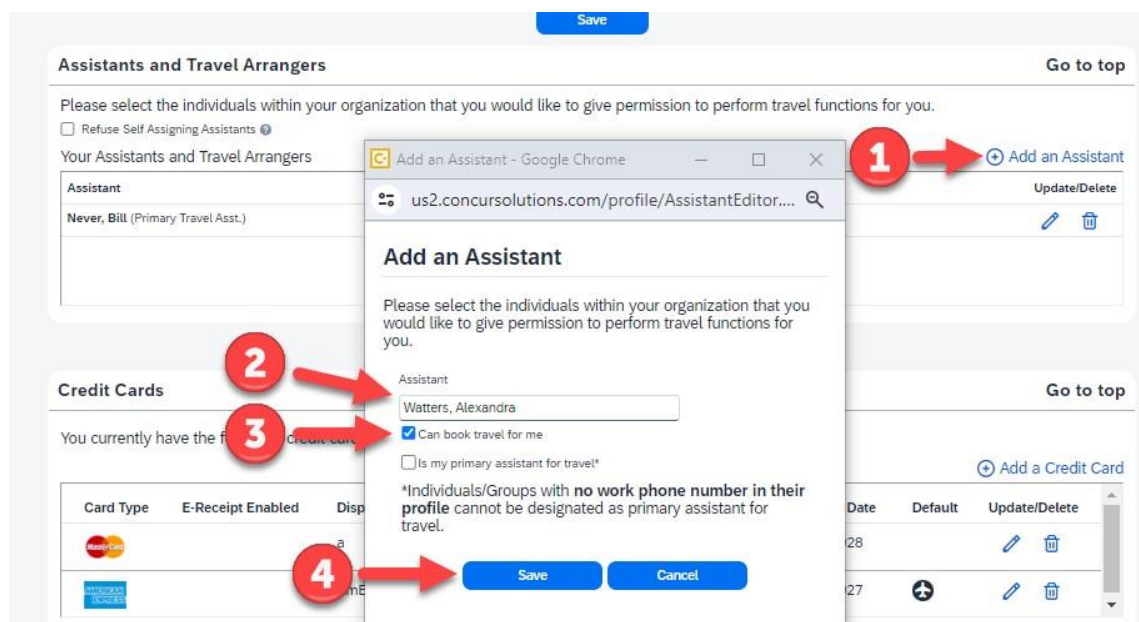 Save
Assistants and Travel Arrangers
Go to top
Please select the individuals within your organization that you would like to give permission to perform travel functions for you.
Refuse Self Assigning Assistants
Your Assistants and Travel Arrangers
Add an Assistant
Assistant
Update/Delete
Never, Bill (Primary Travel Asst.)
1
Add an Assistant - Google Chrome
us2.concursolutions.com/profile/AssistantEditor....
Add an Assistant
Please select the individuals within your organization that you
would like to give permission to perform travel functions for
you.
2
Assistant
Watters, Alexandra
3
Can book travel for me
Is my primary assistant for travel*
*Individuals/Groups with no work phone number in their
profile cannot be designated as primary assistant for
travel.
4
Save
Cancel
Credit Cards
Go to top
You currently have the
Add a Credit Card
Card Type
E-Receipt Enabled
Disp
Date
Default
Update/Delete
MasterCard
a
028
AMERICAN
EXPRESS
mE
027